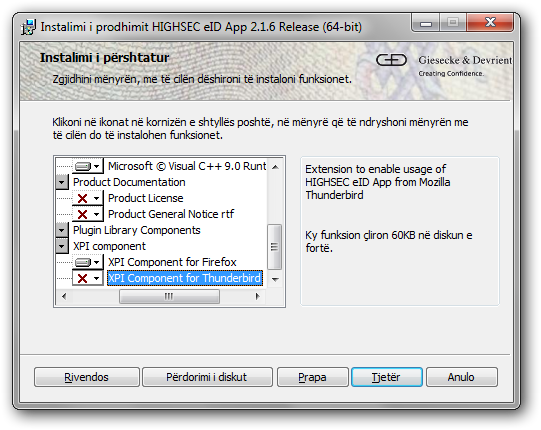 Instalimi i prodhimit HIGHSEC eID App 2.1.6 Release (64-bit)
Instalimi i përshtatur
Zgjidhni mënyrën, me të cilën dëshironi të instaloni funksionet.
Giesecke & Devrient
Creating Confidence.
Klikoni në ikonat në kornizën e shtyllës poshtë, në mënyrë që të ndryshoni mënyrën me
të cilën do të instalohen funksionet.
Microsoft © Visual C++ 9.0 Runt
Product Documentation
Product License
Product General Notice rtf
Plugin Library Components
XPI component
XPI Component for Firefox
XPI Component for Thunderbird
Extension to enable usage of
HIGHSEC eID App from Mozilla
Thunderbird
Ky funksion çliron 60KB në diskun e
fortë.
Rivendos
Përdorimi i diskut
Prapa
Tjetër
Anulo